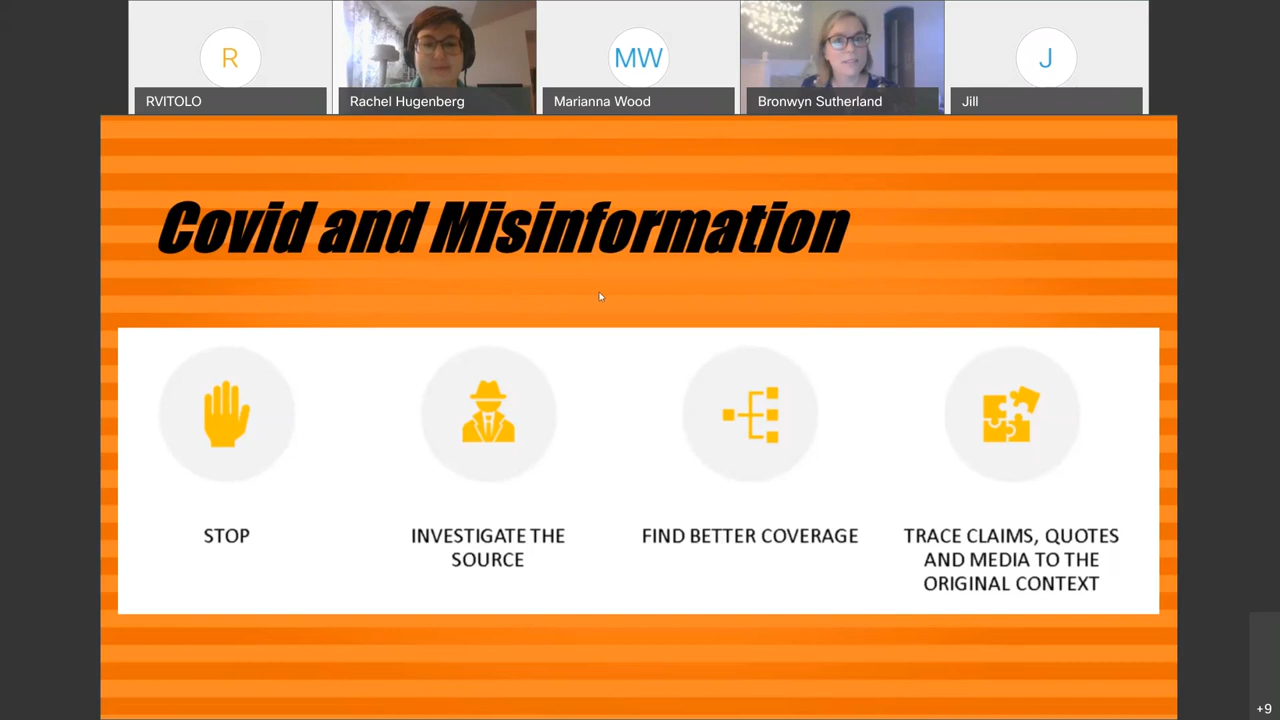 R
MW
J
RVITOLO
Rachel Hugenberg
Marianna Wood
Bronwyn Sutherland
Jill
Covid and Misinformation
STOP
INVESTIGATE THE
SOURCE
FIND BETTER COVERAGE
TRACE CLAIMS, QUOTES
AND MEDIA TO THE
ORIGINAL CONTEXT
+9